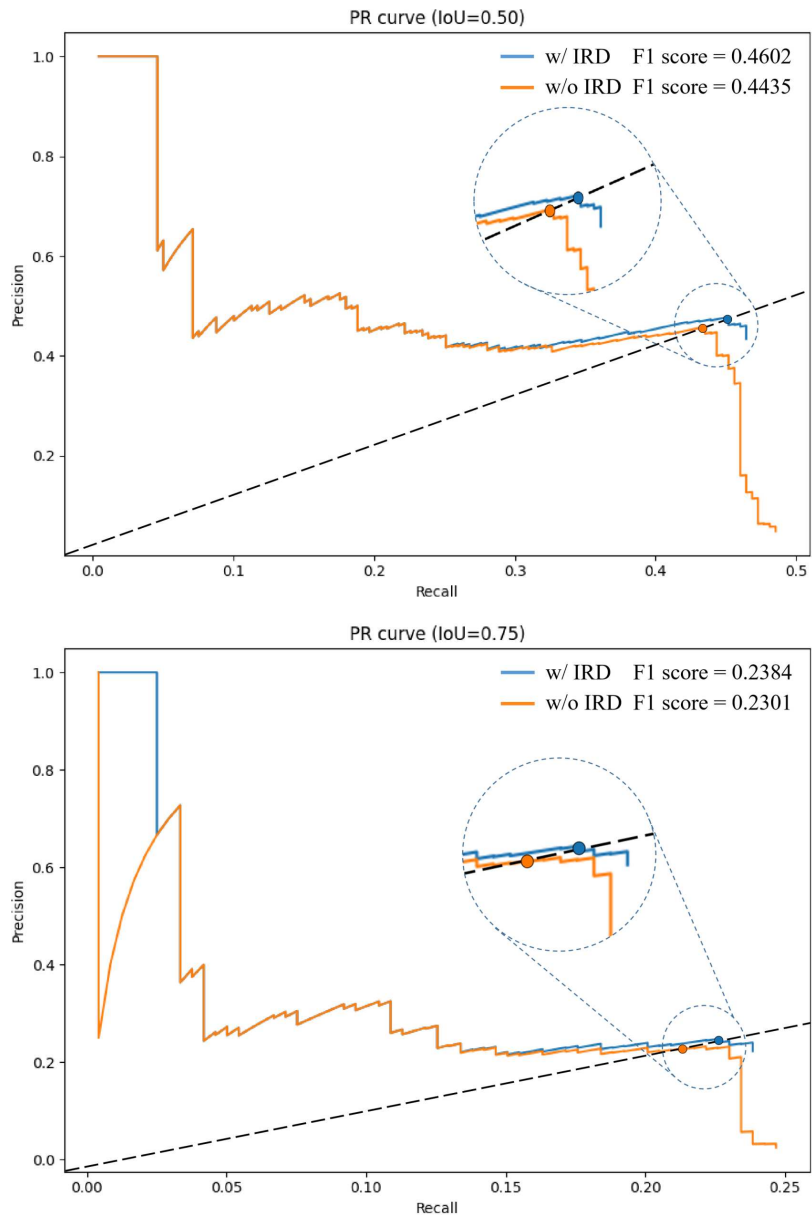 PR curve (IoU=0.50)
w/ IRD F1 score = 0.4602
w/o IRD F1 score = 0.4435
1.0
0.8
0.6
0.4
0.2
Precision
0.0 0.1 0.2 0.3 0.4 0.5
Recall
PR curve (IoU=0.75)
w/ IRD F1 score = 0.2384
w/o IRD F1 score = 0.2301
1.0
0.8
0.6
0.4
0.2
0.0
Precision
0.00 0.05 0.10 0.15 0.20 0.25
Recall